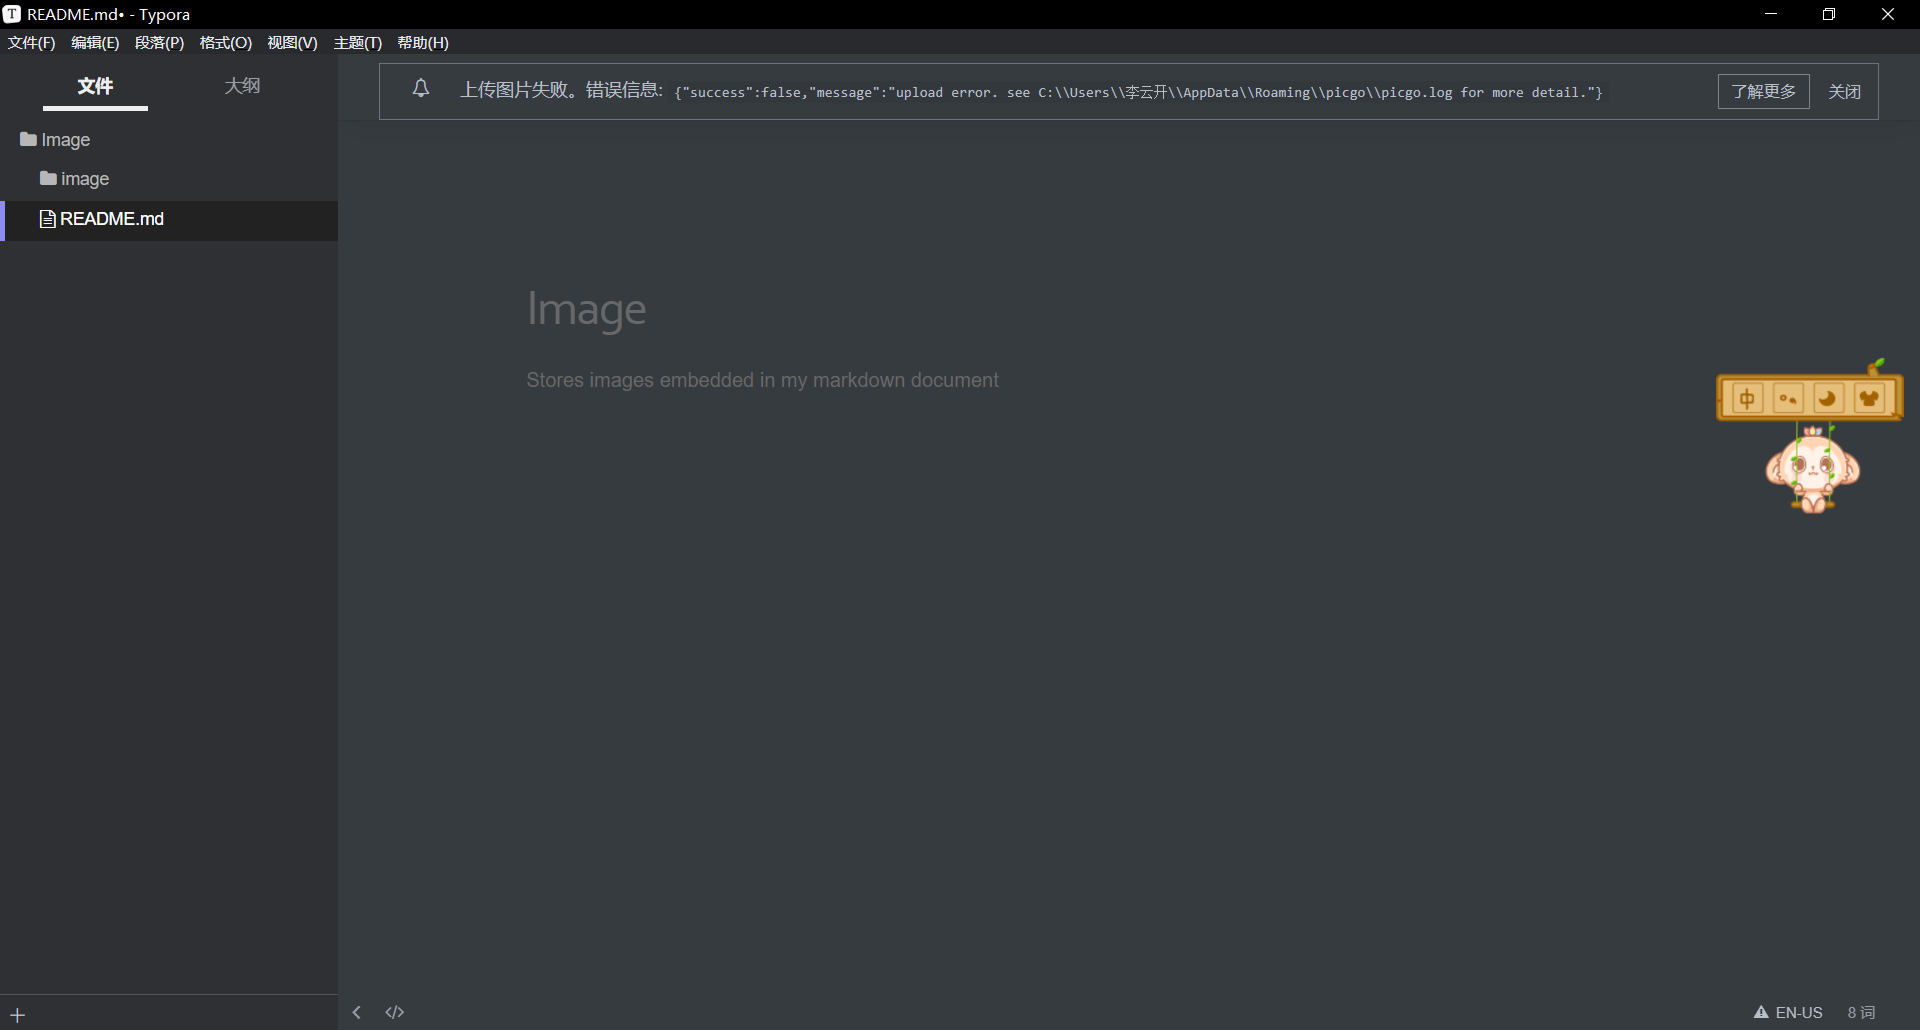 T README.md• - Typora
文件(F) 编辑(E) 段落(P) 格式(O) 视图(V) 主题(T) 帮助(H)
文件 大纲
上传图片失败。错误信息: {"success":false,"message":"upload error. see C:\\Users\\李云开\\AppData\\Roaming\\picgo\\picgo.log for more detail."} 了解更多 关闭
Image
image
README.md
Image
Stores images embedded in my markdown document
中
+ < </> EN-US 8 词